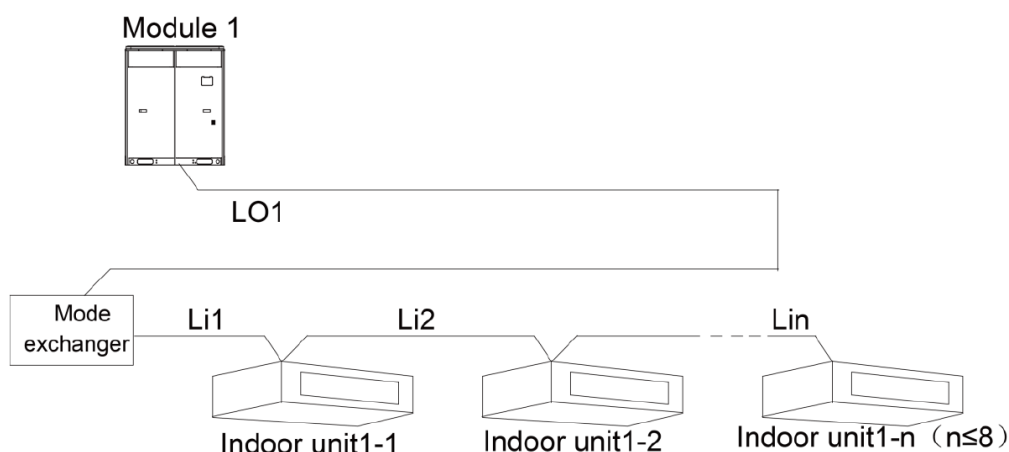 Module 1
LO1
Mode
exchanger
Li1
Li2
Lin
Indoor unit1-1
Indoor unit1-2
Indoor unit1-n（n≤8）